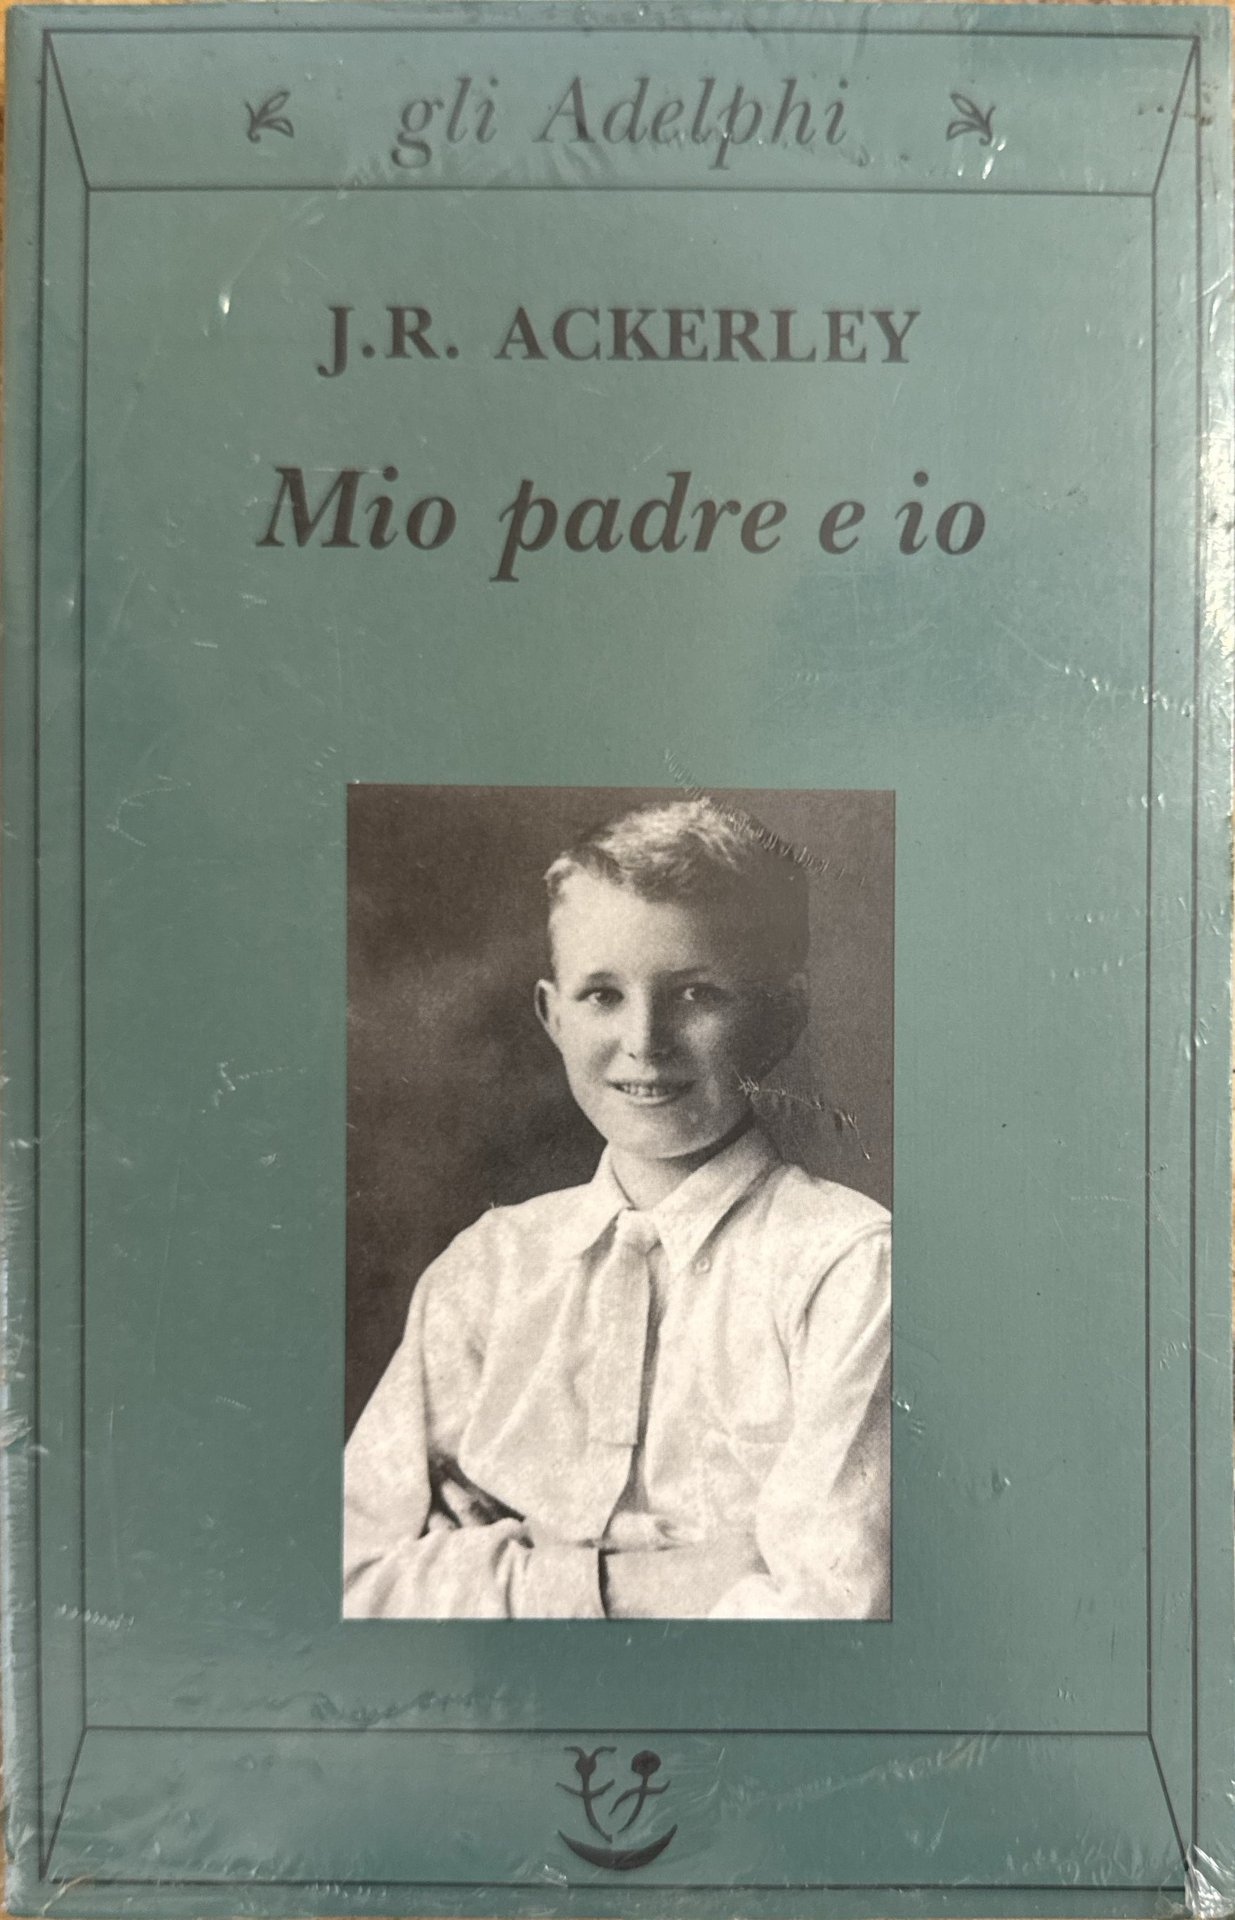 gli Adelphi
J.R. ACKERLEY
Mio padre e io